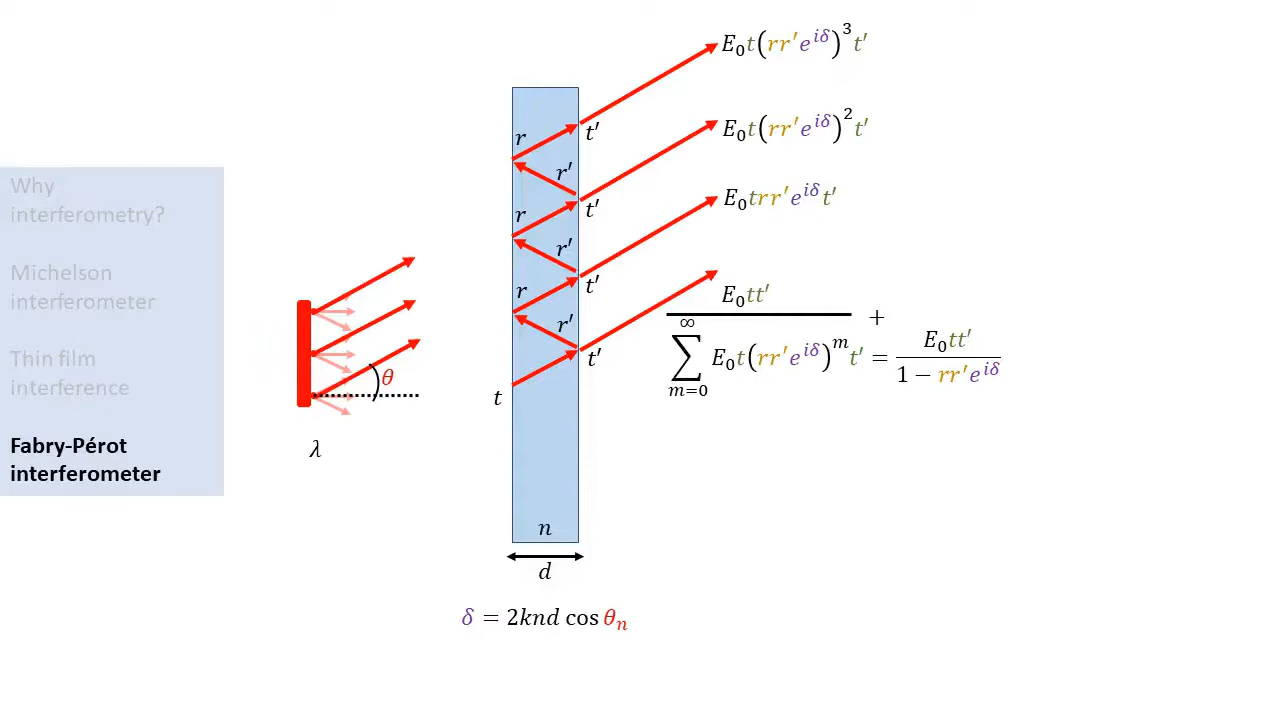 Why
interferometry?
Michelson
interferometer
Thin film
interference
Fabry-Pérot
interferometer
θ
λ
r
t′
r′
r
t′
r′
r
t′
r′
t′
t
n
d
δ = 2knd cos θₙ
E₀t(rr′e^{iδ})³t′
E₀t(rr′e^{iδ})²t′
E₀trr′e^{iδ}t′
E₀tt′
+
∑_{m=0}^{∞} E₀t(rr′e^{iδ})^m t′ = E₀tt′ / (1 − rr′e^{iδ})